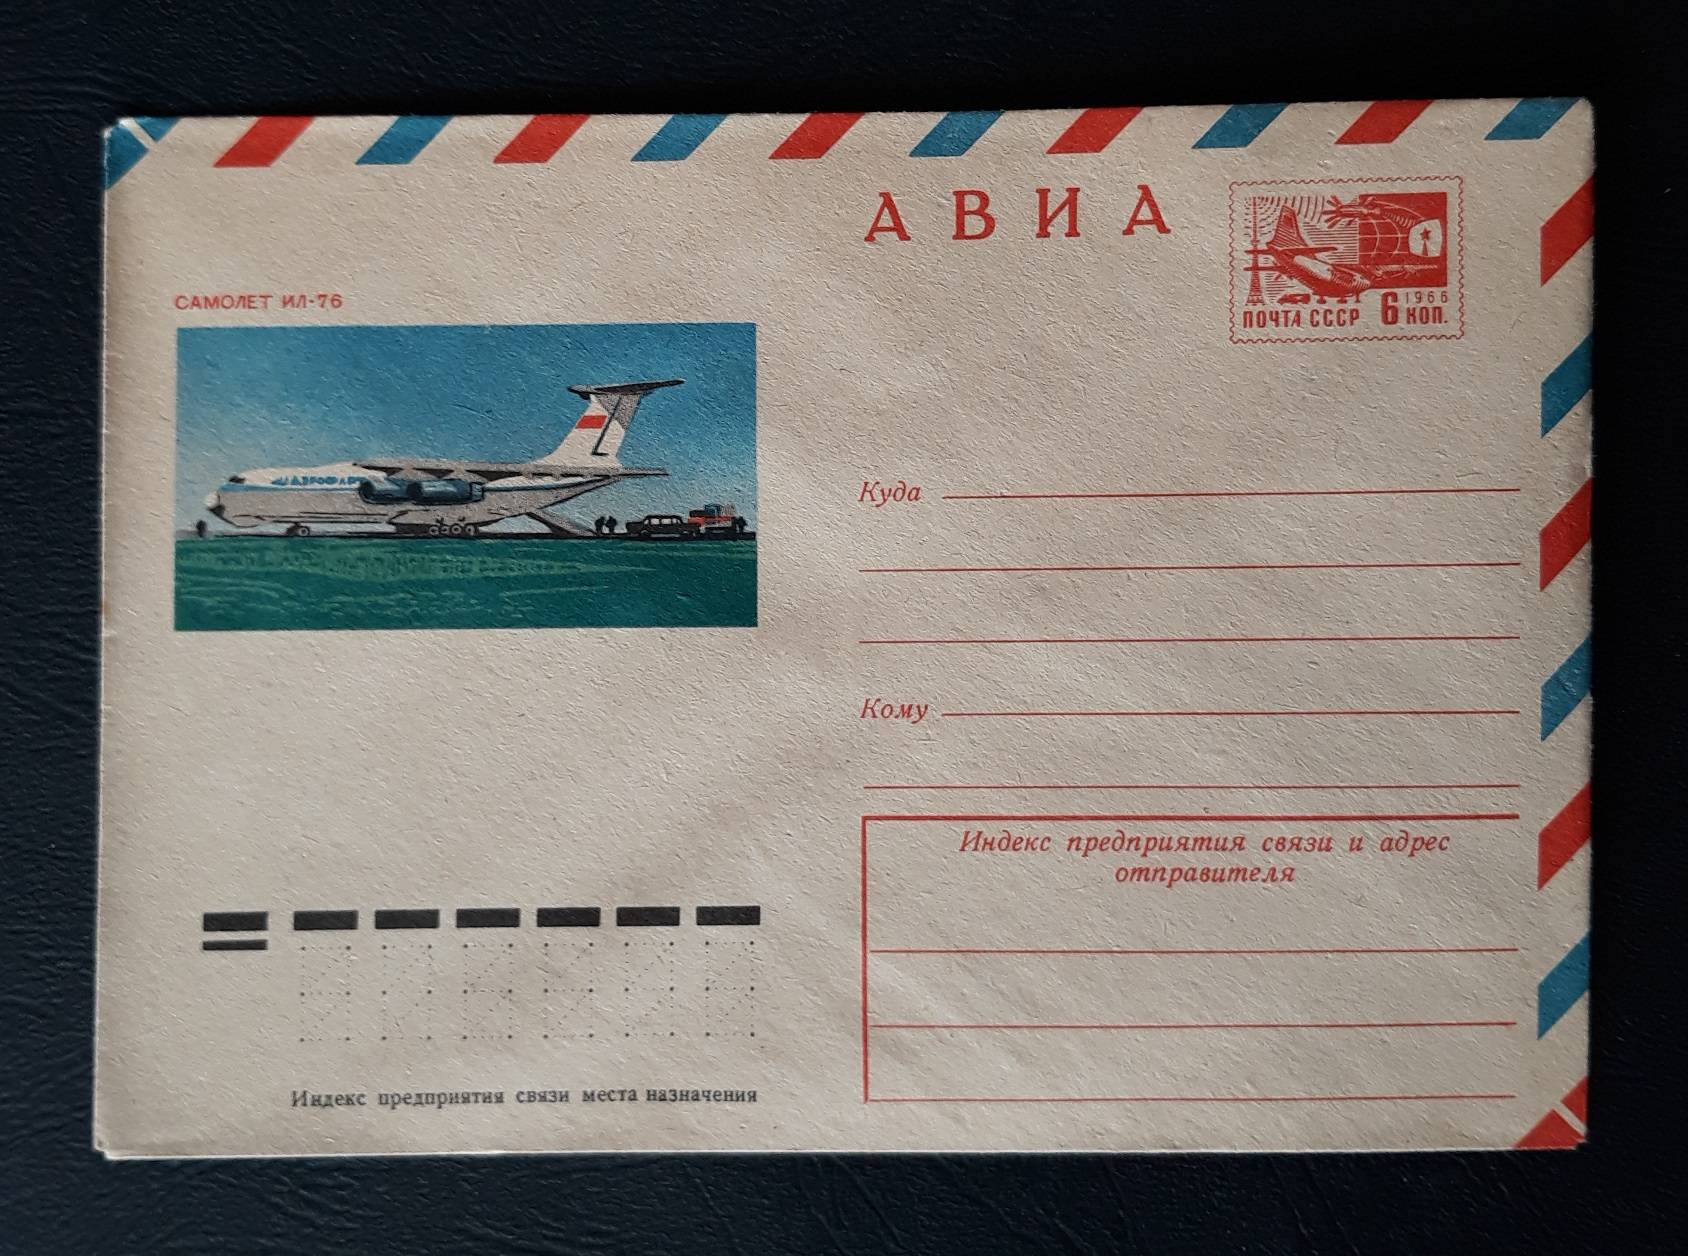 АВИА
1966
ПОЧТА СССР 6 КОП.
САМОЛЕТ ИЛ-76
АЭРОФЛОТ
Куда
Кому
Индекс предприятия связи и адрес
отправителя
Индекс предприятия связи места назначения